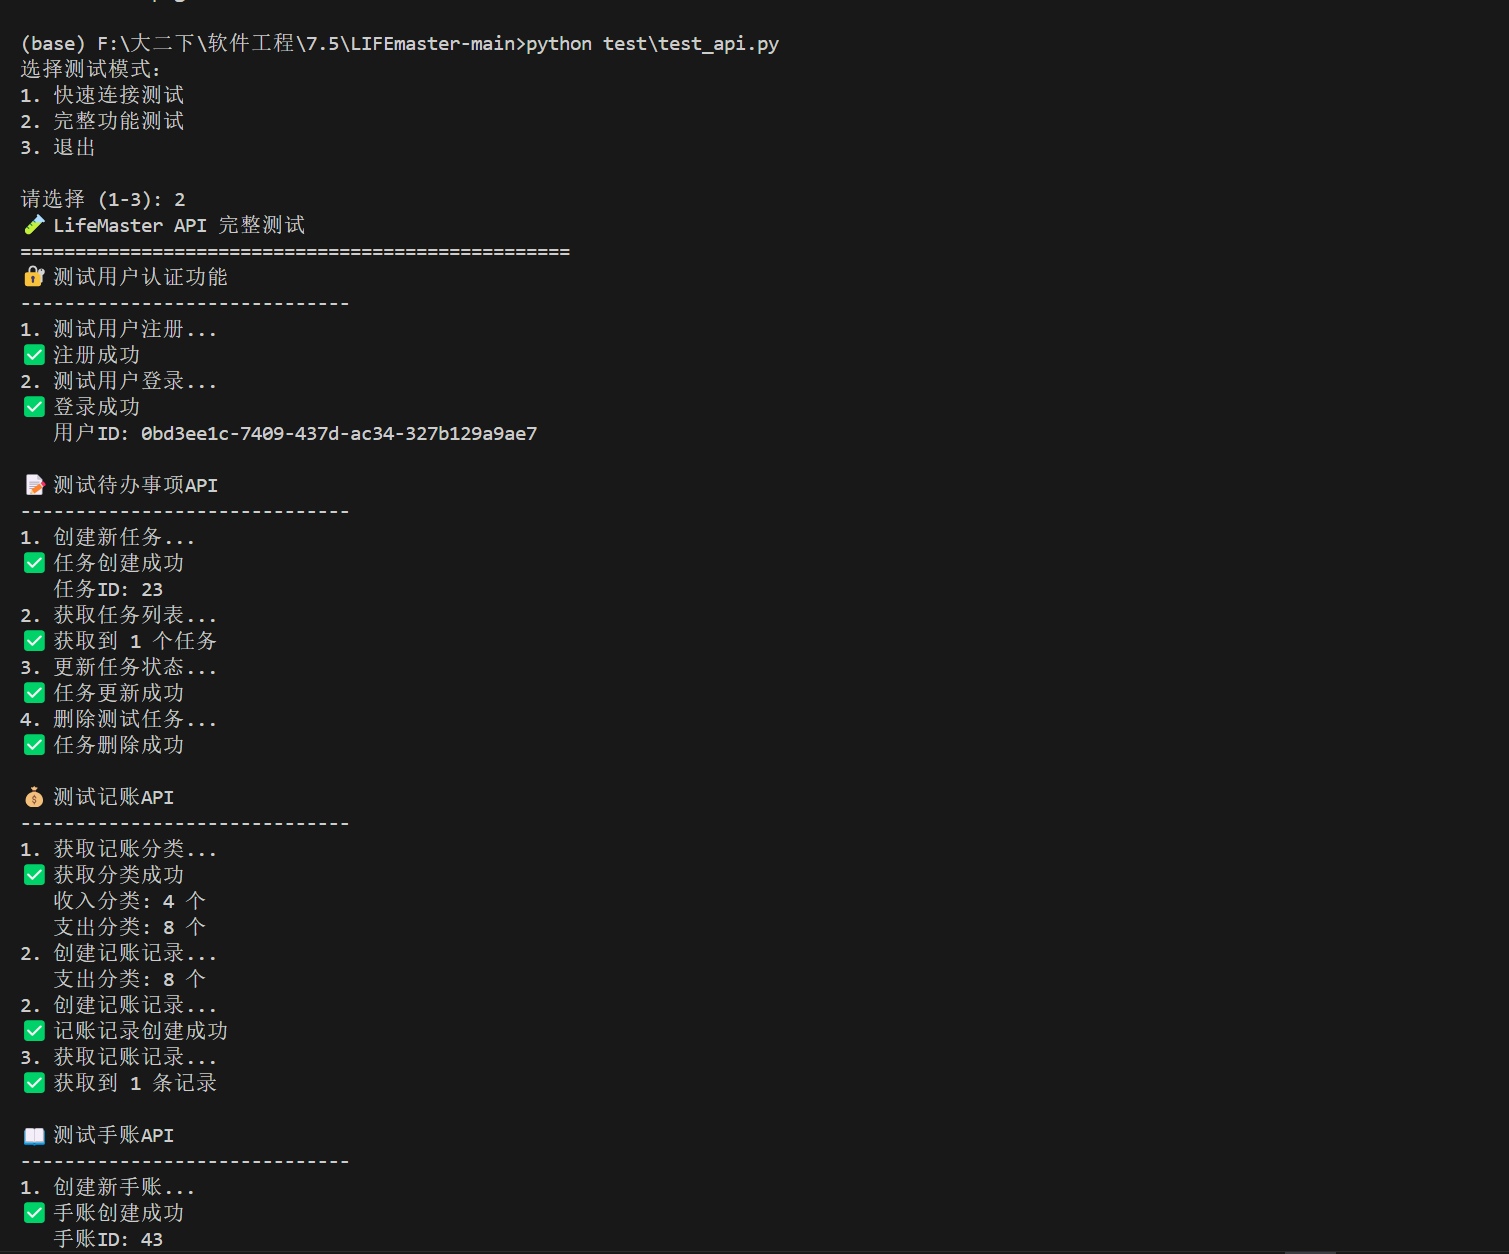 (base) F:\大二下\软件工程\7.5\LIFEmaster-main>python test\test_api.py
选择测试模式:
1. 快速连接测试
2. 完整功能测试
3. 退出
请选择 (1-3): 2
🧪 LifeMaster API 完整测试
==================================================
🔐 测试用户认证功能
------------------------------
1. 测试用户注册...
✅ 注册成功
2. 测试用户登录...
✅ 登录成功
用户ID: 0bd3ee1c-7409-437d-ac34-327b129a9ae7
📝 测试待办事项API
------------------------------
1. 创建新任务...
✅ 任务创建成功
任务ID: 23
2. 获取任务列表...
✅ 获取到 1 个任务
3. 更新任务状态...
✅ 任务更新成功
4. 删除测试任务...
✅ 任务删除成功
💰 测试记账API
------------------------------
1. 获取记账分类...
✅ 获取分类成功
收入分类: 4 个
支出分类: 8 个
2. 创建记账记录...
支出分类: 8 个
2. 创建记账记录...
✅ 记账记录创建成功
3. 获取记账记录...
✅ 获取到 1 条记录
📖 测试手账API
------------------------------
1. 创建新手账...
✅ 手账创建成功
手账ID: 43